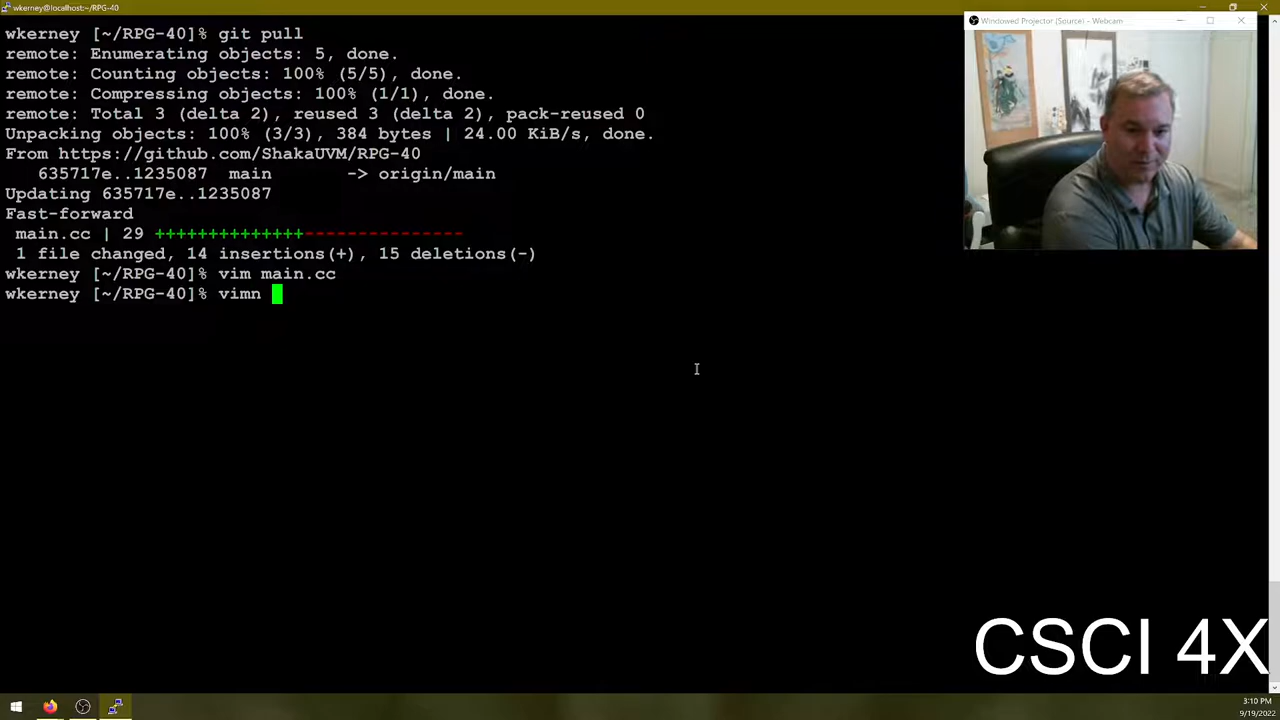 wkerney@localhost:~/RPG-40
wkerney [~/RPG-40]% git pull
remote: Enumerating objects: 5, done.
remote: Counting objects: 100% (5/5), done.
remote: Compressing objects: 100% (1/1), done.
remote: Total 3 (delta 2), reused 3 (delta 2), pack-reused 0
Unpacking objects: 100% (3/3), 384 bytes | 24.00 KiB/s, done.
From https://github.com/ShakaUVM/RPG-40
635717e..1235087  main       -> origin/main
Updating 635717e..1235087
Fast-forward
main.cc | 29 ++++++++++++++---------------
1 file changed, 14 insertions(+), 15 deletions(-)
wkerney [~/RPG-40]% vim main.cc
wkerney [~/RPG-40]% vimn
Windowed Projector (Source) - Webcam
CSCI 4X
3:10 PM
9/19/2022